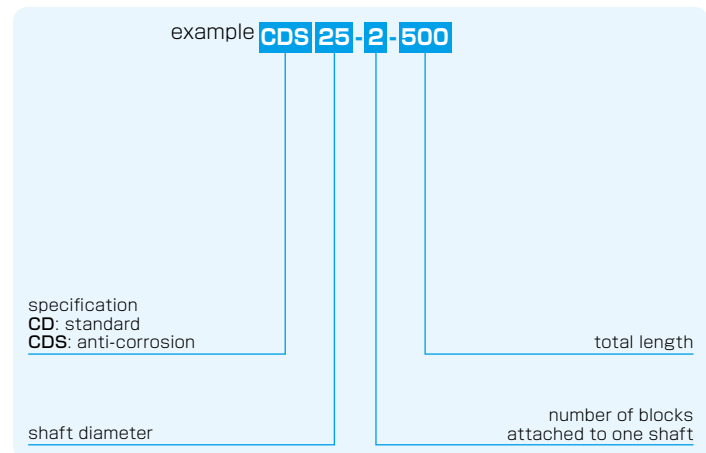 example CDS 25 - 2 - 500
specification
CD: standard
CDS: anti-corrosion
total length
shaft diameter
number of blocks
attached to one shaft